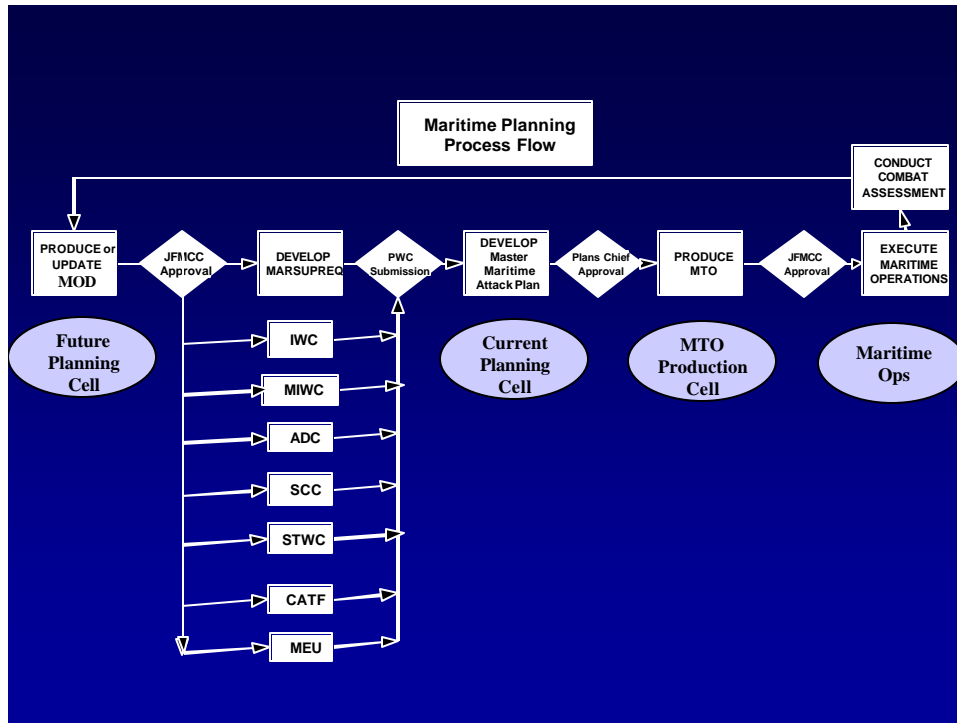 Maritime Planning
Process Flow
CONDUCT
COMBAT
ASSESSMENT
PRODUCE or
UPDATE
MOD
JFMCC
Approval
DEVELOP
MARSUPREQ
PWC
Submission
DEVELOP
Master
Maritime
Attack Plan
Plans Chief
Approval
PRODUCE
MTO
JFMCC
Approval
EXECUTE
MARITIME
OPERATIONS
Future
Planning
Cell
IWC
MIWC
ADC
SCC
STWC
CATF
MEU
Current
Planning
Cell
MTO
Production
Cell
Maritime
Ops